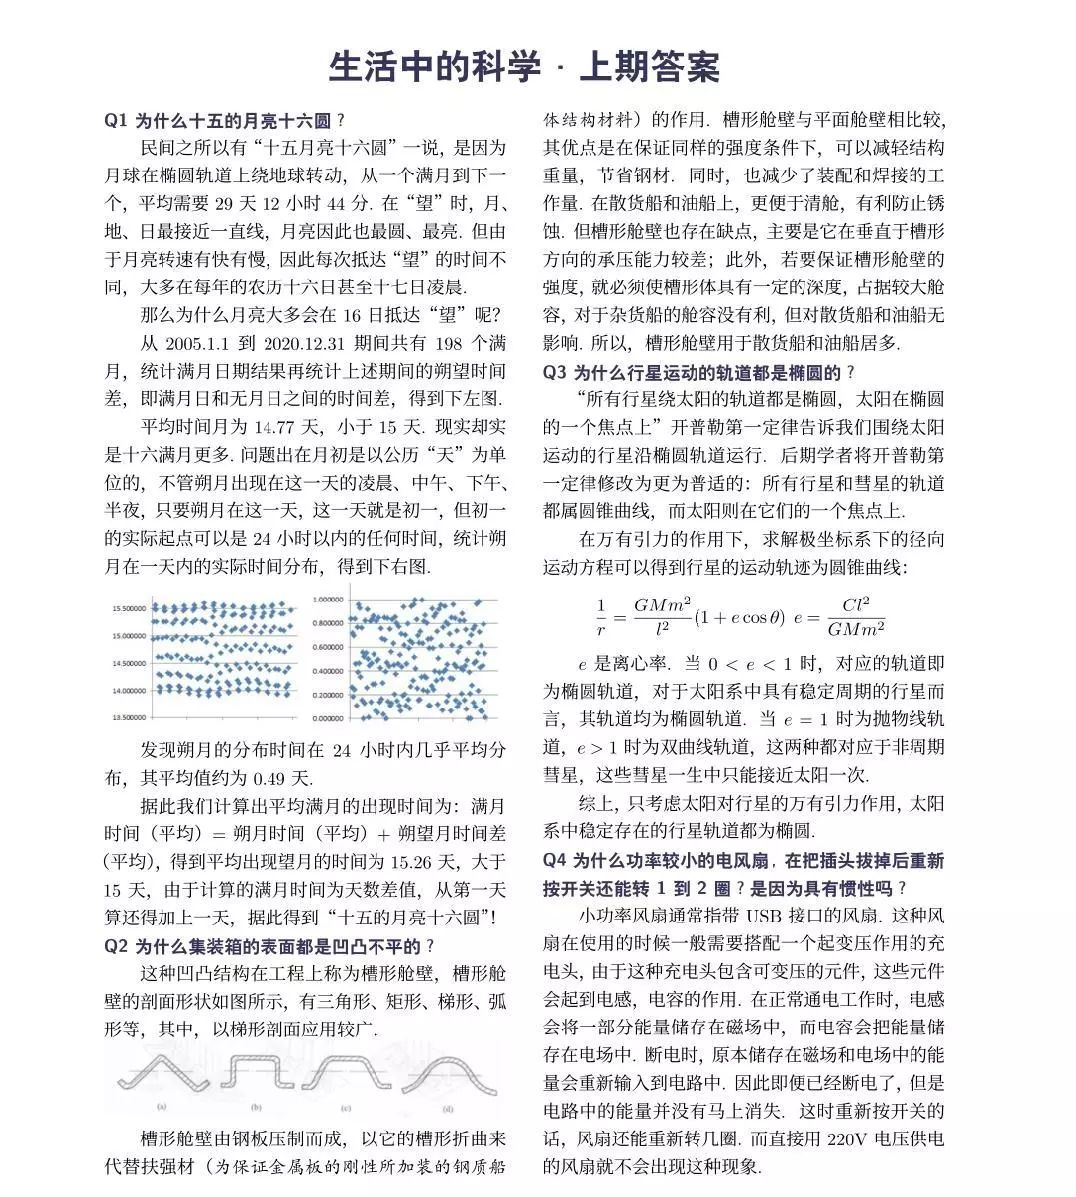 生活中的科学 · 上期答案
Q1 为什么十五的月亮十六圆？
民间之所以有“十五月亮十六圆”一说，是因为
月球在椭圆轨道上绕地球转动，从一个满月到下一
个，平均需要 29 天 12 小时 44 分. 在“望”时，月、
地、日最接近一直线，月亮因此也最圆、最亮. 但由
于月亮转速有快有慢，因此每次抵达“望”的时间不
同，大多在每年的农历十六日甚至十七日凌晨.
那么为什么月亮大多会在 16 日抵达“望”呢？
从 2005.1.1 到 2020.12.31 期间共有 198 个满
月，统计满月日期结果再统计上述期间的朔望时间
差，即满月日和无月日之间的时间差，得到下左图.
平均时间月为 14.77 天，小于 15 天. 现实却实
是十六满月更多. 问题出在月初是以公历“天”为单
位的，不管朔月出现在这一天的凌晨、中午、下午、
半夜，只要朔月在这一天，这一天就是初一，但初一
的实际起点可以是 24 小时以内的任何时间，统计朔
月在一天内的实际时间分布，得到下右图.
15.500000
15.000000
14.500000
14.000000
13.500000
1.000000
0.800000
0.600000
0.400000
0.200000
0.000000
发现朔月的分布时间在 24 小时内几乎平均分
布，其平均值约为 0.49 天.
据此我们计算出平均满月的出现时间为：满月
时间（平均）= 朔月时间（平均）+ 朔望月时间差
（平均），得到平均出现望月的时间为 15.26 天，大于
15 天，由于计算的满月时间为天数差值，从第一天
算还得加上一天，据此得到“十五的月亮十六圆”！
Q2 为什么集装箱的表面都是凹凸不平的？
这种凹凸结构在工程上称为槽形舱壁，槽形舱
壁的剖面形状如图所示，有三角形、矩形、梯形、弧
形等，其中，以梯形剖面应用较广.
(a) (b) (c) (d)
槽形舱壁由钢板压制而成，以它的槽形折曲来
代替扶强材（为保证金属板的刚性所加装的钢质船
体结构材料）的作用. 槽形舱壁与平面舱壁相比较，
其优点是在保证同样的强度条件下，可以减轻结构
重量，节省钢材. 同时，也减少了装配和焊接的工
作量. 在散货船和油船上，更便于清舱，有利防止锈
蚀. 但槽形舱壁也存在缺点，主要是它在垂直于槽形
方向的承压能力较差；此外，若要保证槽形舱壁的
强度，就必须使槽形体具有一定的深度，占据较大舱
容，对于杂货船的舱容没有利，但对散货船和油船无
影响. 所以，槽形舱壁用于散货船和油船居多.
Q3 为什么行星运动的轨道都是椭圆的？
“所有行星绕太阳的轨道都是椭圆，太阳在椭圆
的一个焦点上”开普勒第一定律告诉我们围绕太阳
运动的行星沿椭圆轨道运行. 后期学者将开普勒第
一定律修改为更为普适的：所有行星和彗星的轨道
都属圆锥曲线，而太阳则在它们的一个焦点上.
在万有引力的作用下，求解极坐标系下的径向
运动方程可以得到行星的运动轨迹为圆锥曲线：
1/r = GMm²/l² (1 + e cos θ) e = Cl²/GMm²
e 是离心率. 当 0 < e < 1 时，对应的轨道即
为椭圆轨道，对于太阳系中具有稳定周期的行星而
言，其轨道均为椭圆轨道. 当 e = 1 时为抛物线轨
道，e > 1 时为双曲线轨道，这两种都对应于非周期
彗星，这些彗星一生中只能接近太阳一次.
综上，只考虑太阳对行星的万有引力作用，太阳
系中稳定存在的行星轨道都为椭圆.
Q4 为什么功率较小的电风扇，在把插头拔掉后重新
按开关还能转 1 到 2 圈？是因为具有惯性吗？
小功率风扇通常指带 USB 接口的风扇. 这种风
扇在使用的时候一般需要搭配一个起变压作用的充
电头，由于这种充电头包含可变压的元件，这些元件
会起到电感，电容的作用. 在正常通电工作时，电感
会将一部分能量储存在磁场中，而电容会把能量储
存在电场中. 断电时，原本储存在磁场和电场中的能
量会重新输入到电路中. 因此即便已经断电了，但是
电路中的能量并没有马上消失. 这时重新按开关的
话，风扇还能重新转几圈. 而直接用 220V 电压供电
的风扇就不会出现这种现象.